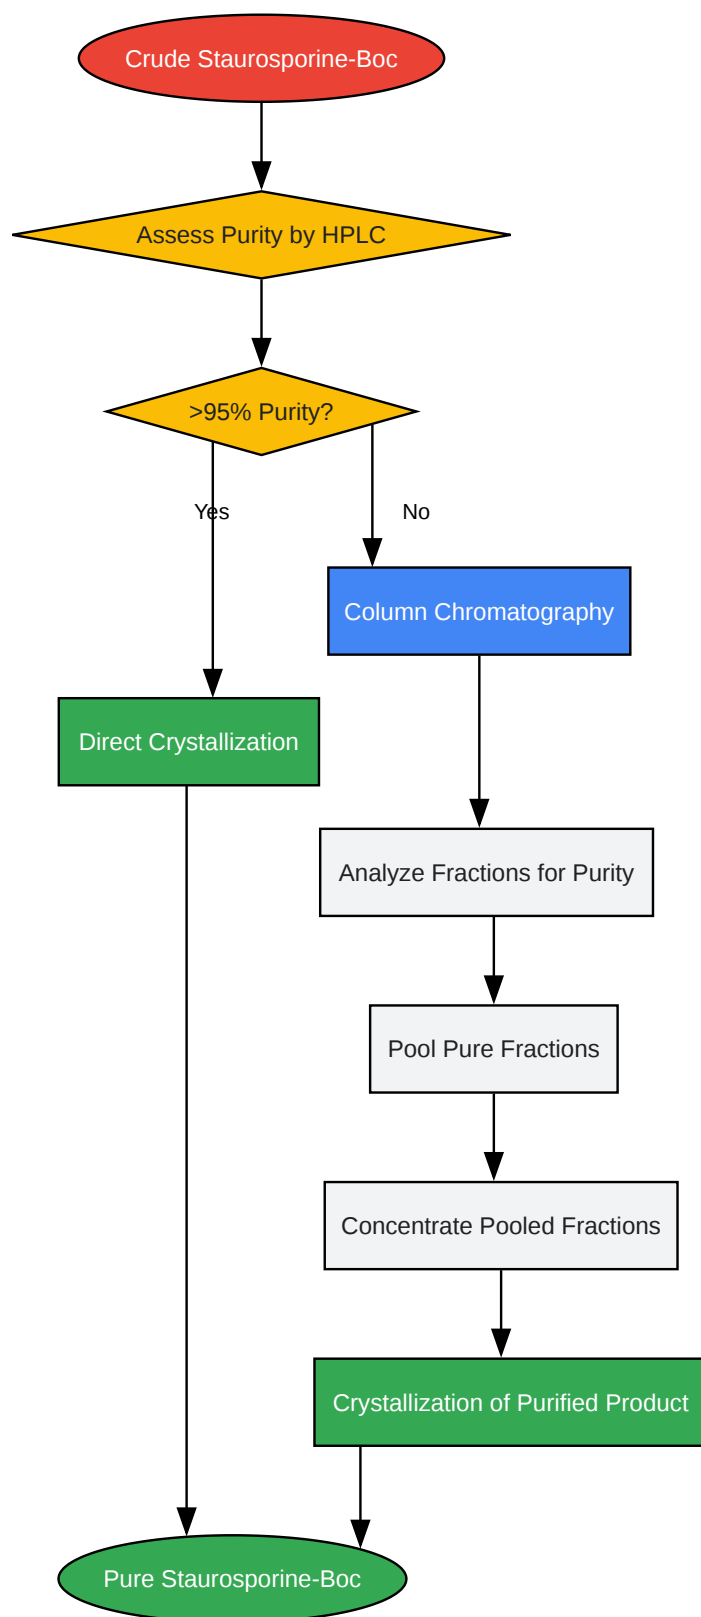 Crude Staurosporine-Boc
Assess Purity by HPLC
>95% Purity?
Yes
No
Column Chromatography
Direct Crystallization
Analyze Fractions for Purity
Pool Pure Fractions
Concentrate Pooled Fractions
Crystallization of Purified Product
Pure Staurosporine-Boc